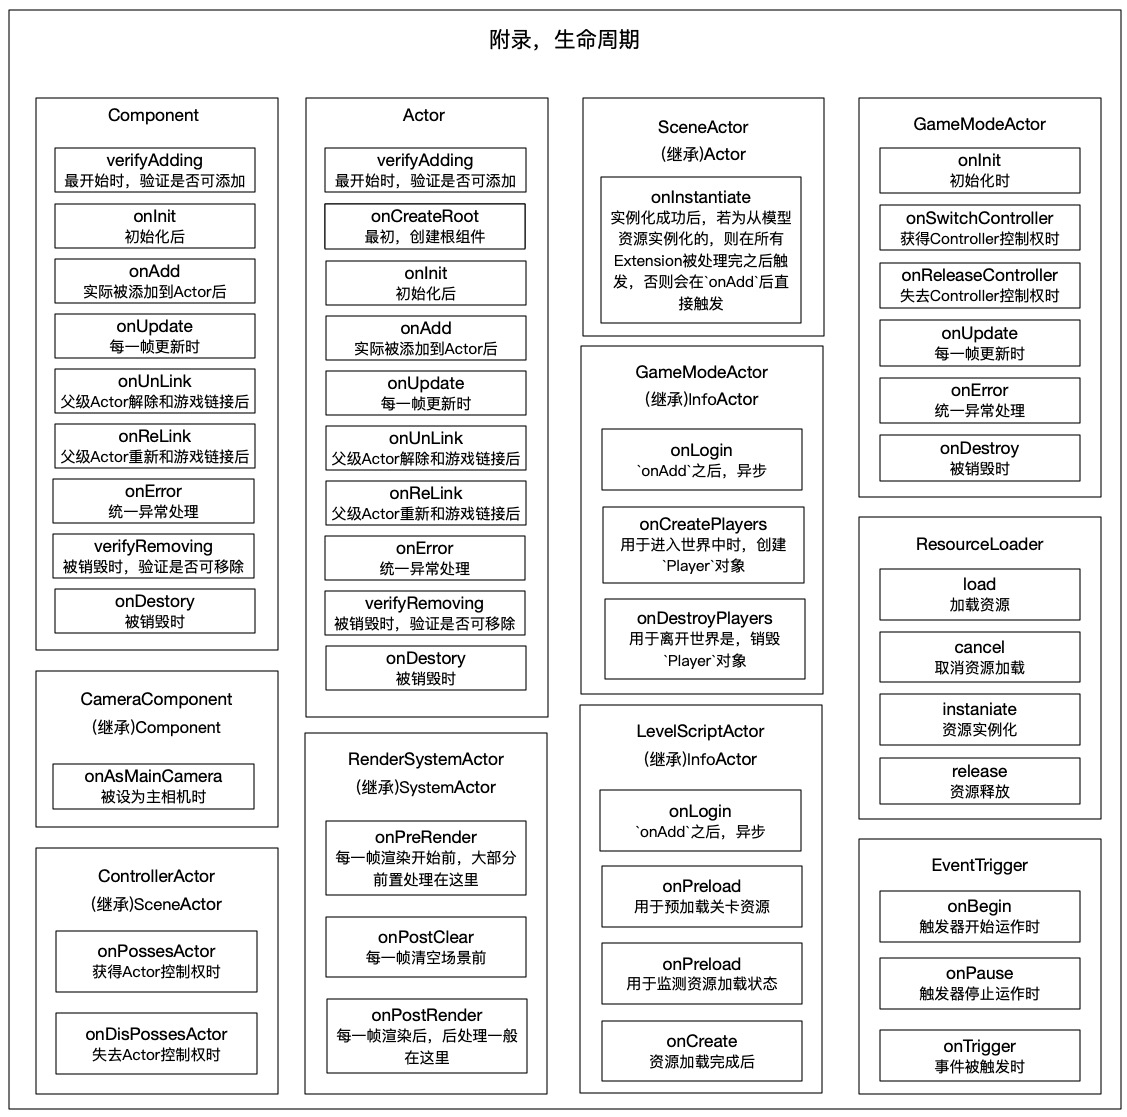 附录，生命周期
Component
verifyAdding
最开始时，验证是否可添加
onInit
初始化后
onAdd
实际被添加到Actor后
onUpdate
每一帧更新时
onUnLink
父级Actor解除和游戏链接后
onReLink
父级Actor重新和游戏链接后
onError
统一异常处理
verifyRemoving
被销毁时，验证是否可移除
onDestory
被销毁时
CameraComponent
(继承)Component
onAsMainCamera
被设为主相机时
ControllerActor
(继承)SceneActor
onPossesActor
获得Actor控制权时
onDisPossesActor
失去Actor控制权时
Actor
verifyAdding
最开始时，验证是否可添加
onCreateRoot
最初，创建根组件
onInit
初始化后
onAdd
实际被添加到Actor后
onUpdate
每一帧更新时
onUnLink
父级Actor解除和游戏链接后
onReLink
父级Actor重新和游戏链接后
onError
统一异常处理
verifyRemoving
被销毁时，验证是否可移除
onDestory
被销毁时
RenderSystemActor
(继承)SystemActor
onPreRender
每一帧渲染开始前，大部分
前置处理在这里
onPostClear
每一帧清空场景前
onPostRender
每一帧渲染后，后处理一般
在这里
SceneActor
(继承)Actor
onInstantiate
实例化成功后，若为从模型
资源实例化的，则在所有
Extension被处理完之后触
发，否则会在`onAdd`后直
接触发
GameModeActor
(继承)InfoActor
onLogin
`onAdd`之后，异步
onCreatePlayers
用于进入世界中时，创建
`Player`对象
onDestroyPlayers
用于离开世界是，销毁
`Player`对象
LevelScriptActor
(继承)InfoActor
onLogin
`onAdd`之后，异步
onPreload
用于预加载关卡资源
onPreload
用于监测资源加载状态
onCreate
资源加载完成后
GameModeActor
onInit
初始化时
onSwitchController
获得Controller控制权时
onReleaseController
失去Controller控制权时
onUpdate
每一帧更新时
onError
统一异常处理
onDestroy
被销毁时
ResourceLoader
load
加载资源
cancel
取消资源加载
instaniate
资源实例化
release
资源释放
EventTrigger
onBegin
触发器开始运作时
onPause
触发器停止运作时
onTrigger
事件被触发时